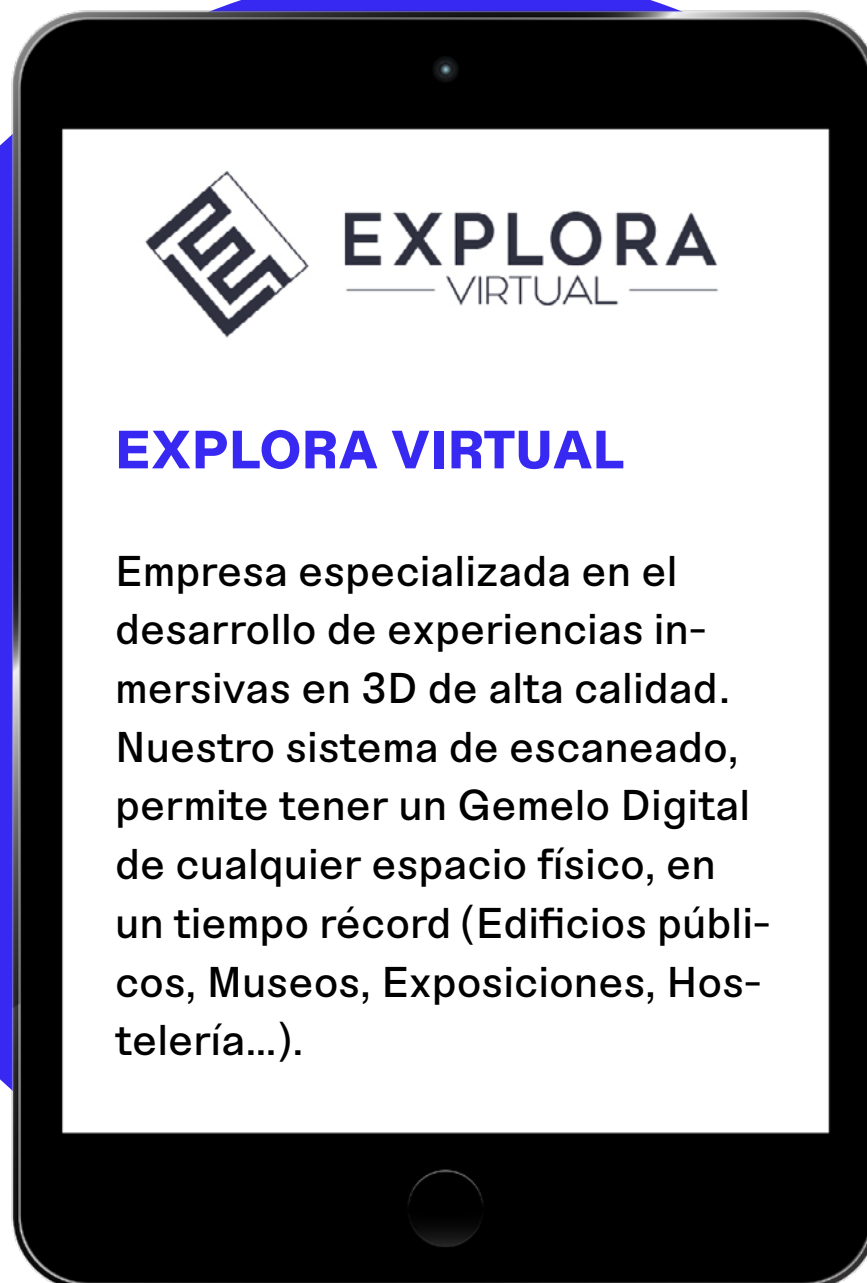 EXPLORA
VIRTUAL
EXPLORA VIRTUAL
Empresa especializada en el
desarrollo de experiencias in-
mersivas en 3D de alta calidad.
Nuestro sistema de escaneado,
permite tener un Gemelo Digital
de cualquier espacio físico, en
un tiempo récord (Edificios públi-
cos, Museos, Exposiciones, Hos-
telería...).